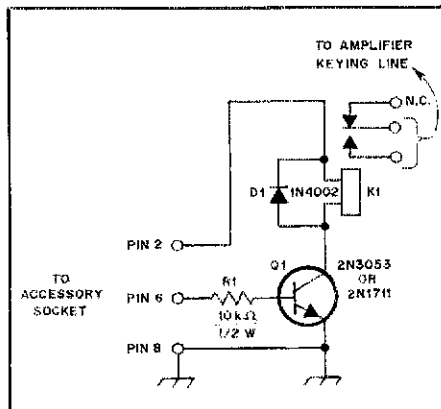 TO AMPLIFIER
KEYING LINE
N.C.
D1
1N4002
K1
PIN 2
Q1
2N3053
OR
2N1711
TO
ACCESSORY
SOCKET
PIN 6
R1
10 kΩ
1/2 W
PIN 8